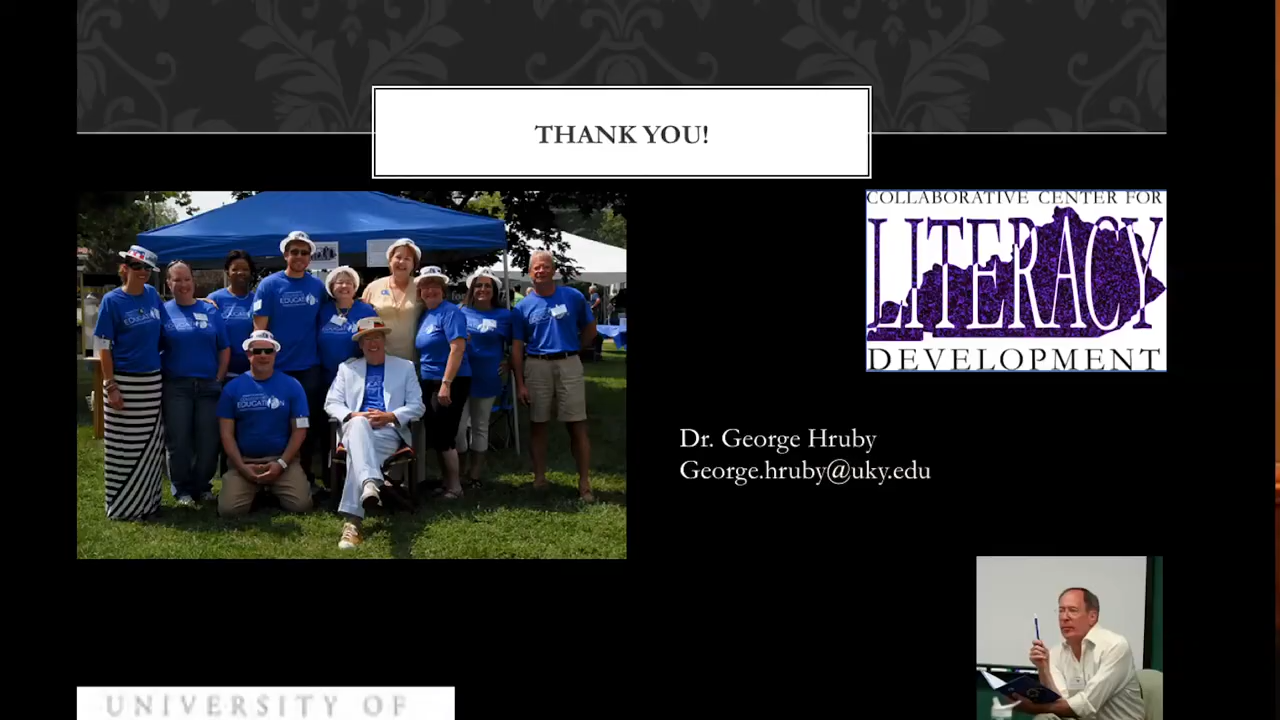 THANK YOU!
COLLABORATIVE CENTER FOR
LITERACY
DEVELOPMENT
Dr. George Hruby
George.hruby@uky.edu
UNIVERSITY OF